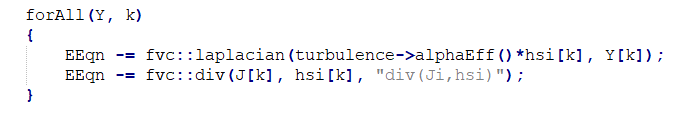 forAll(Y, k)
{
EEqn -= fvc::laplacian(turbulence->alphaEff()*hsi[k], Y[k]);
EEqn -= fvc::div(J[k], hsi[k], "div(Ji,hsi)");
}